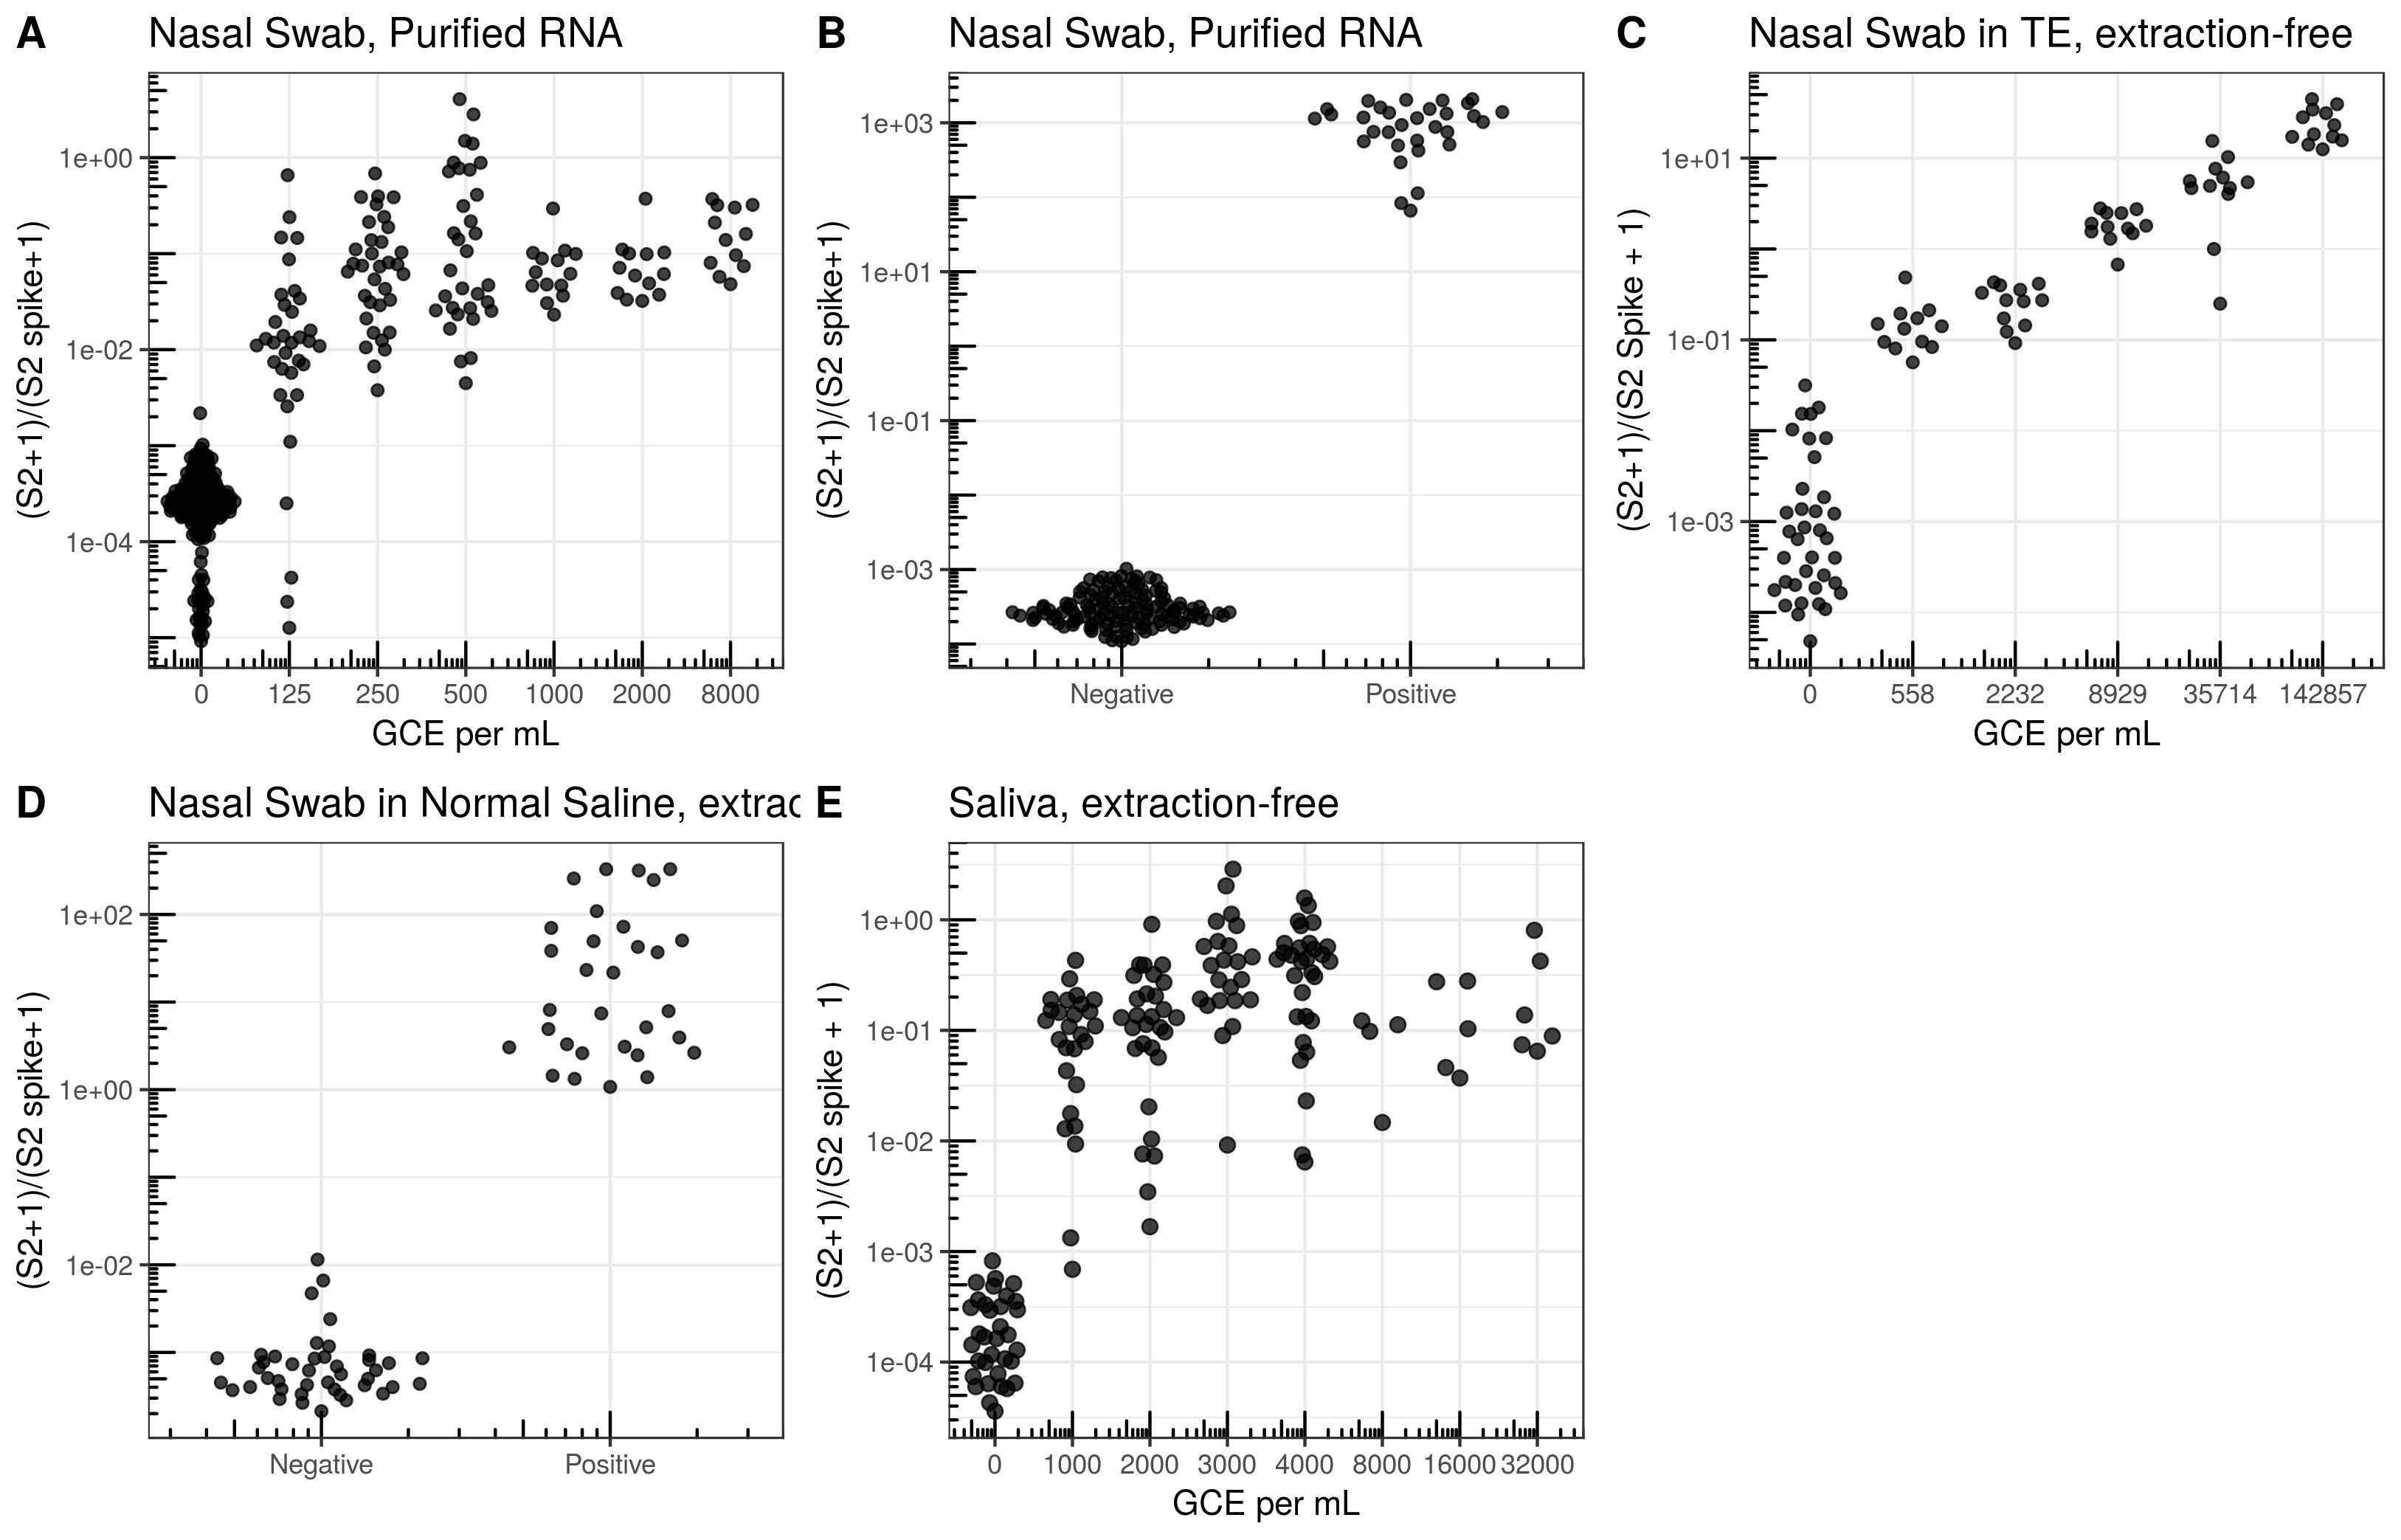 A Nasal Swab, Purified RNA
(S2+1)/(S2 spike+1)
1e+00
1e-02
1e-04
0 125 250 500 1000 2000 8000
GCE per mL
B Nasal Swab, Purified RNA
(S2+1)/(S2 spike+1)
1e+03
1e+01
1e-01
1e-03
Negative Positive
C Nasal Swab in TE, extraction-free
(S2+1)/(S2 Spike + 1)
1e+01
1e-01
1e-03
0 558 2232 8929 35714 142857
GCE per mL
D Nasal Swab in Normal Saline, extrac
(S2+1)/(S2 spike+1)
1e+02
1e+00
1e-02
Negative Positive
E Saliva, extraction-free
(S2+1)/(S2 spike + 1)
1e+00
1e-01
1e-02
1e-03
1e-04
0 1000 2000 3000 4000 8000 16000 32000
GCE per mL